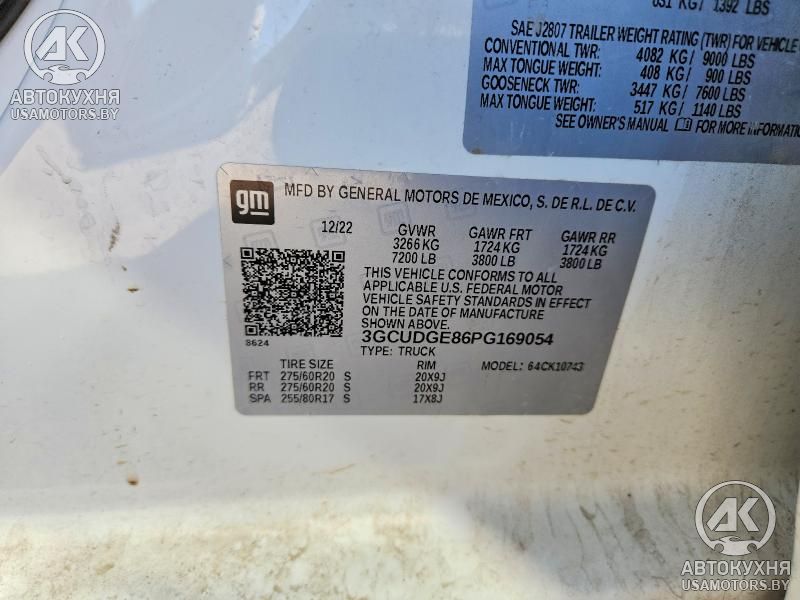 1392 LBS
SAE J2807 TRAILER WEIGHT RATING (TWR) FOR VEHICLE
CONVENTIONAL TWR: 4082 KG/ 9000 LBS
MAX TONGUE WEIGHT: 408 KG/ 900 LBS
GOOSENECK TWR: 3447 KG/ 7600 LBS
MAX TONGUE WEIGHT: 517 KG/ 1140 LBS
SEE OWNER'S MANUAL FOR MORE INFORMATION
AK
АВТОКУХНЯ
USAMOTORS.BY
gm
MFD BY GENERAL MOTORS DE MEXICO, S. DE R.L. DE C.V.
12/22 GVWR GAWR FRT GAWR RR
3266 KG 1724 KG 1724 KG
7200 LB 3800 LB 3800 LB
THIS VEHICLE CONFORMS TO ALL
APPLICABLE U.S. FEDERAL MOTOR
VEHICLE SAFETY STANDARDS IN EFFECT
ON THE DATE OF MANUFACTURE
SHOWN ABOVE.
3GCUDGE86PG169054
8624
TYPE: TRUCK MODEL: 64CK10743
TIRE SIZE RIM
FRT 275/60R20 S 20X9J
RR 275/60R20 S 20X9J
SPA 255/80R17 S 17X8J
AK
АВТОКУХНЯ
USAMOTORS.BY